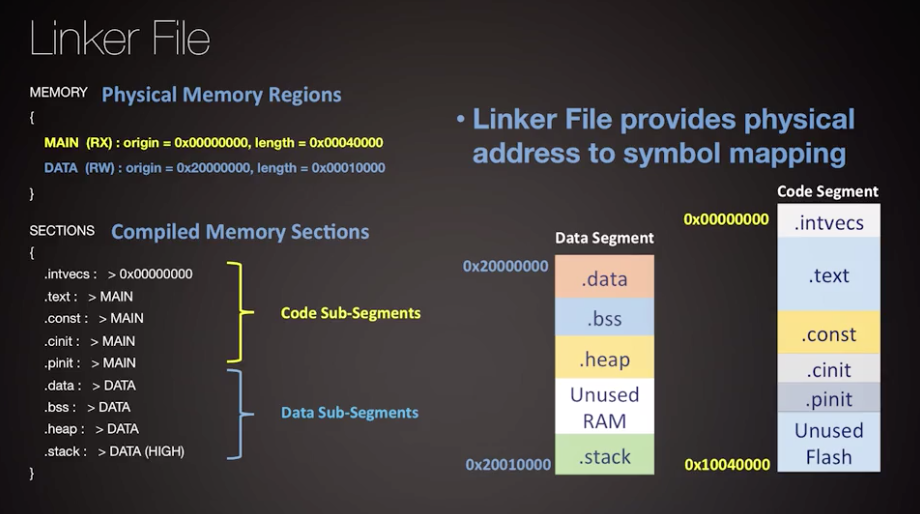 Linker File
MEMORY Physical Memory Regions
{
MAIN (RX) : origin = 0x00000000, length = 0x00040000
DATA (RW) : origin = 0x20000000, length = 0x00010000
}
SECTIONS Compiled Memory Sections
{
.intvecs : > 0x00000000
.text : > MAIN
.const : > MAIN
.cinit : > MAIN
.pinit : > MAIN
.data : > DATA
.bss : > DATA
.heap : > DATA
.stack : > DATA (HIGH)
}
Code Sub-Segments
Data Sub-Segments
• Linker File provides physical
address to symbol mapping
Data Segment
0x20000000
.data
.bss
.heap
Unused
RAM
.stack
0x20010000
Code Segment
0x00000000
.intvecs
.text
.const
.cinit
.pinit
Unused
Flash
0x10040000